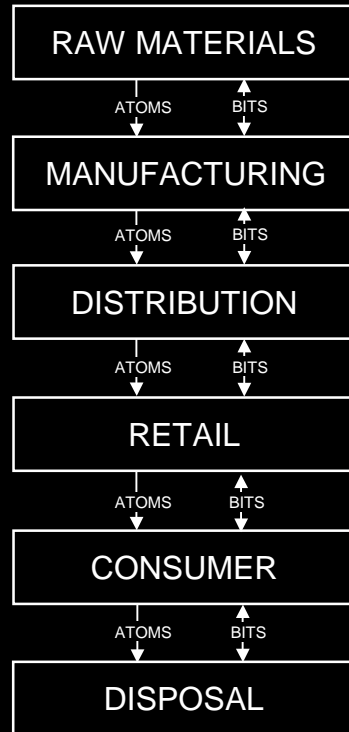 RAW MATERIALS
ATOMS BITS
MANUFACTURING
ATOMS BITS
DISTRIBUTION
ATOMS BITS
RETAIL
ATOMS BITS
CONSUMER
ATOMS BITS
DISPOSAL